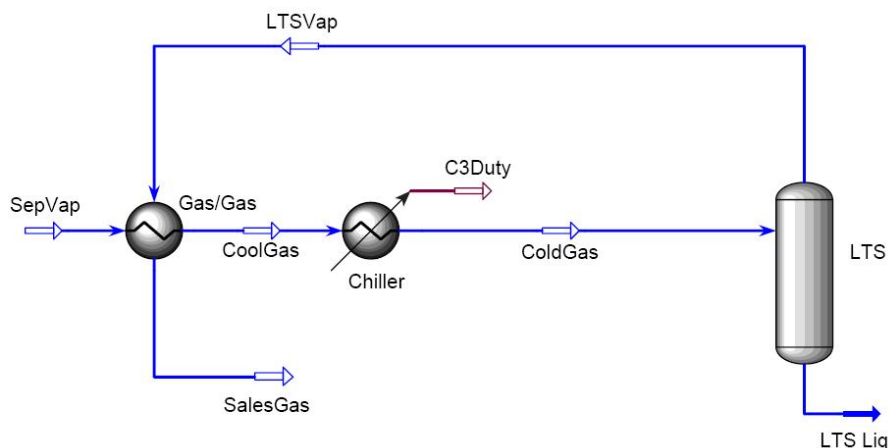 LTSVap
C3Duty
SepVap
Gas/Gas
CoolGas
ColdGas
LTS
Chiller
SalesGas
LTS Liq